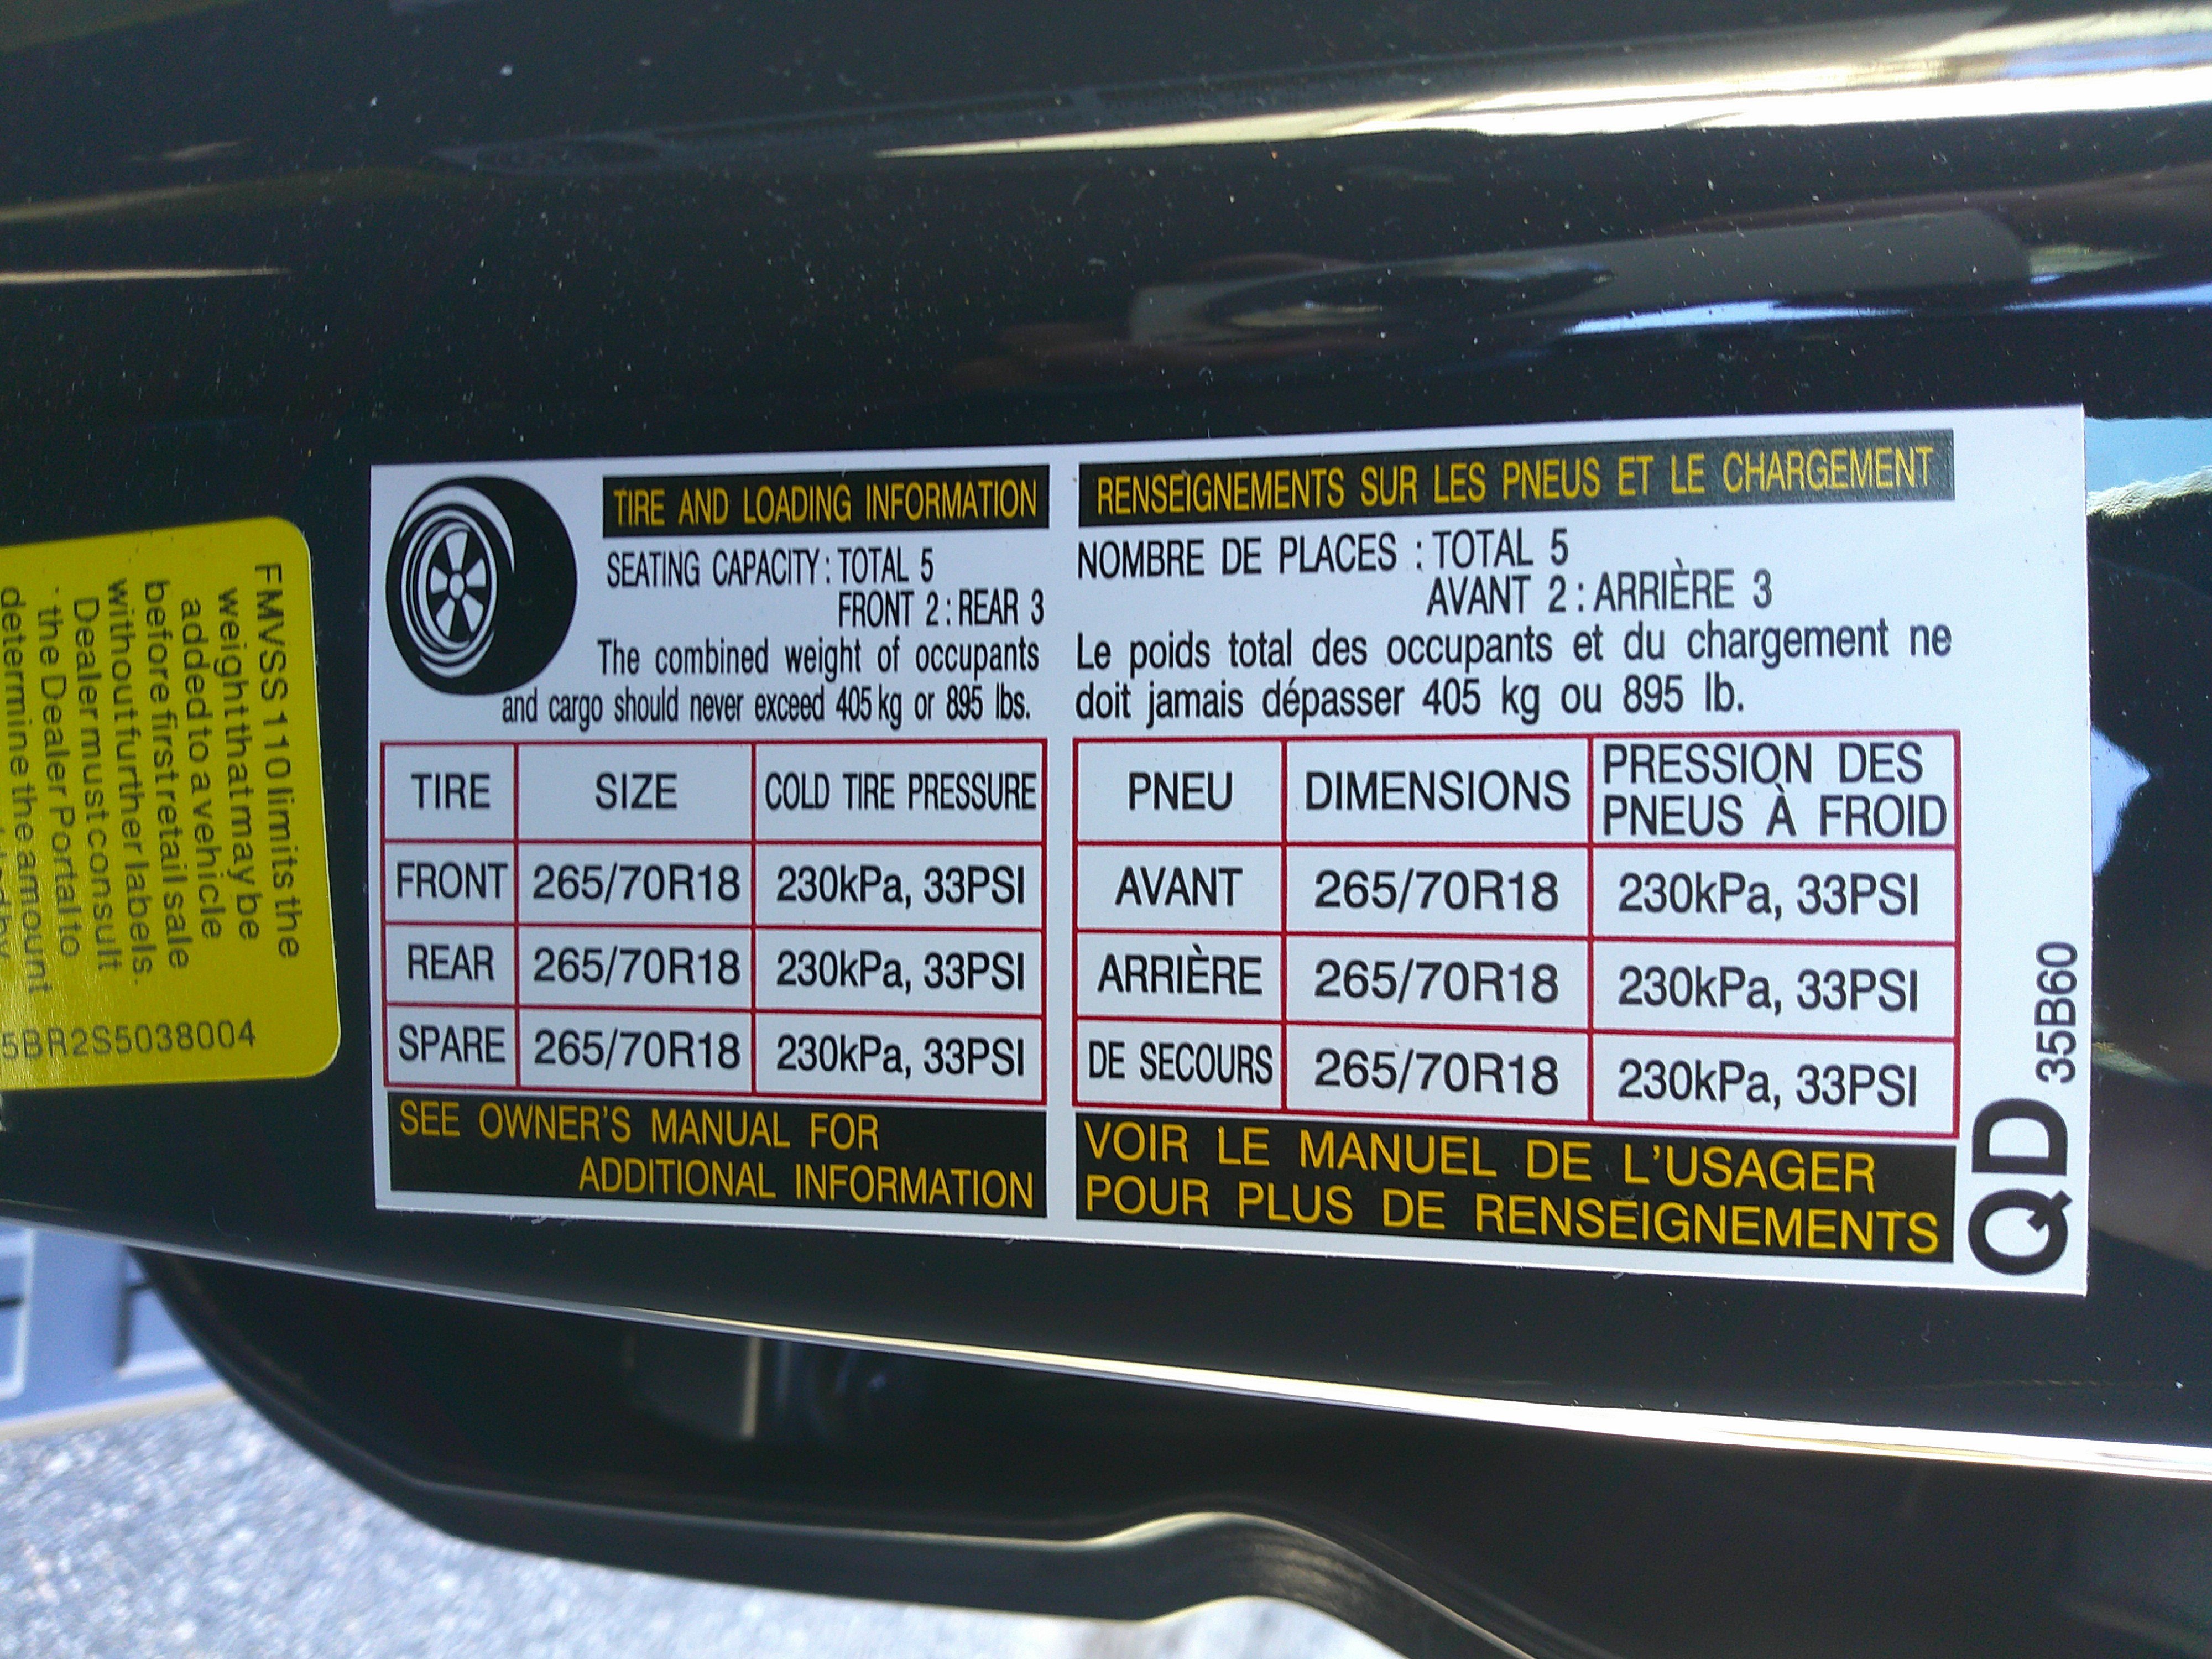 FMVSS 110 limits the
weight that may be
added to a vehicle
before first retail sale
without further labels.
Dealer must consult
the Dealer Portal to
determine the amount
5BR2S5038004
TIRE AND LOADING INFORMATION
SEATING CAPACITY : TOTAL 5
FRONT 2 : REAR 3
The combined weight of occupants
and cargo should never exceed 405 kg or 895 lbs.
TIRE SIZE COLD TIRE PRESSURE
FRONT 265/70R18 230kPa, 33PSI
REAR 265/70R18 230kPa, 33PSI
SPARE 265/70R18 230kPa, 33PSI
SEE OWNER'S MANUAL FOR
ADDITIONAL INFORMATION
RENSEIGNEMENTS SUR LES PNEUS ET LE CHARGEMENT
NOMBRE DE PLACES : TOTAL 5
AVANT 2 : ARRIÈRE 3
Le poids total des occupants et du chargement ne
doit jamais dépasser 405 kg ou 895 lb.
PNEU DIMENSIONS PRESSION DES
PNEUS À FROID
AVANT 265/70R18 230kPa, 33PSI
ARRIÈRE 265/70R18 230kPa, 33PSI
DE SECOURS 265/70R18 230kPa, 33PSI
VOIR LE MANUEL DE L'USAGER
POUR PLUS DE RENSEIGNEMENTS
QD 35B60